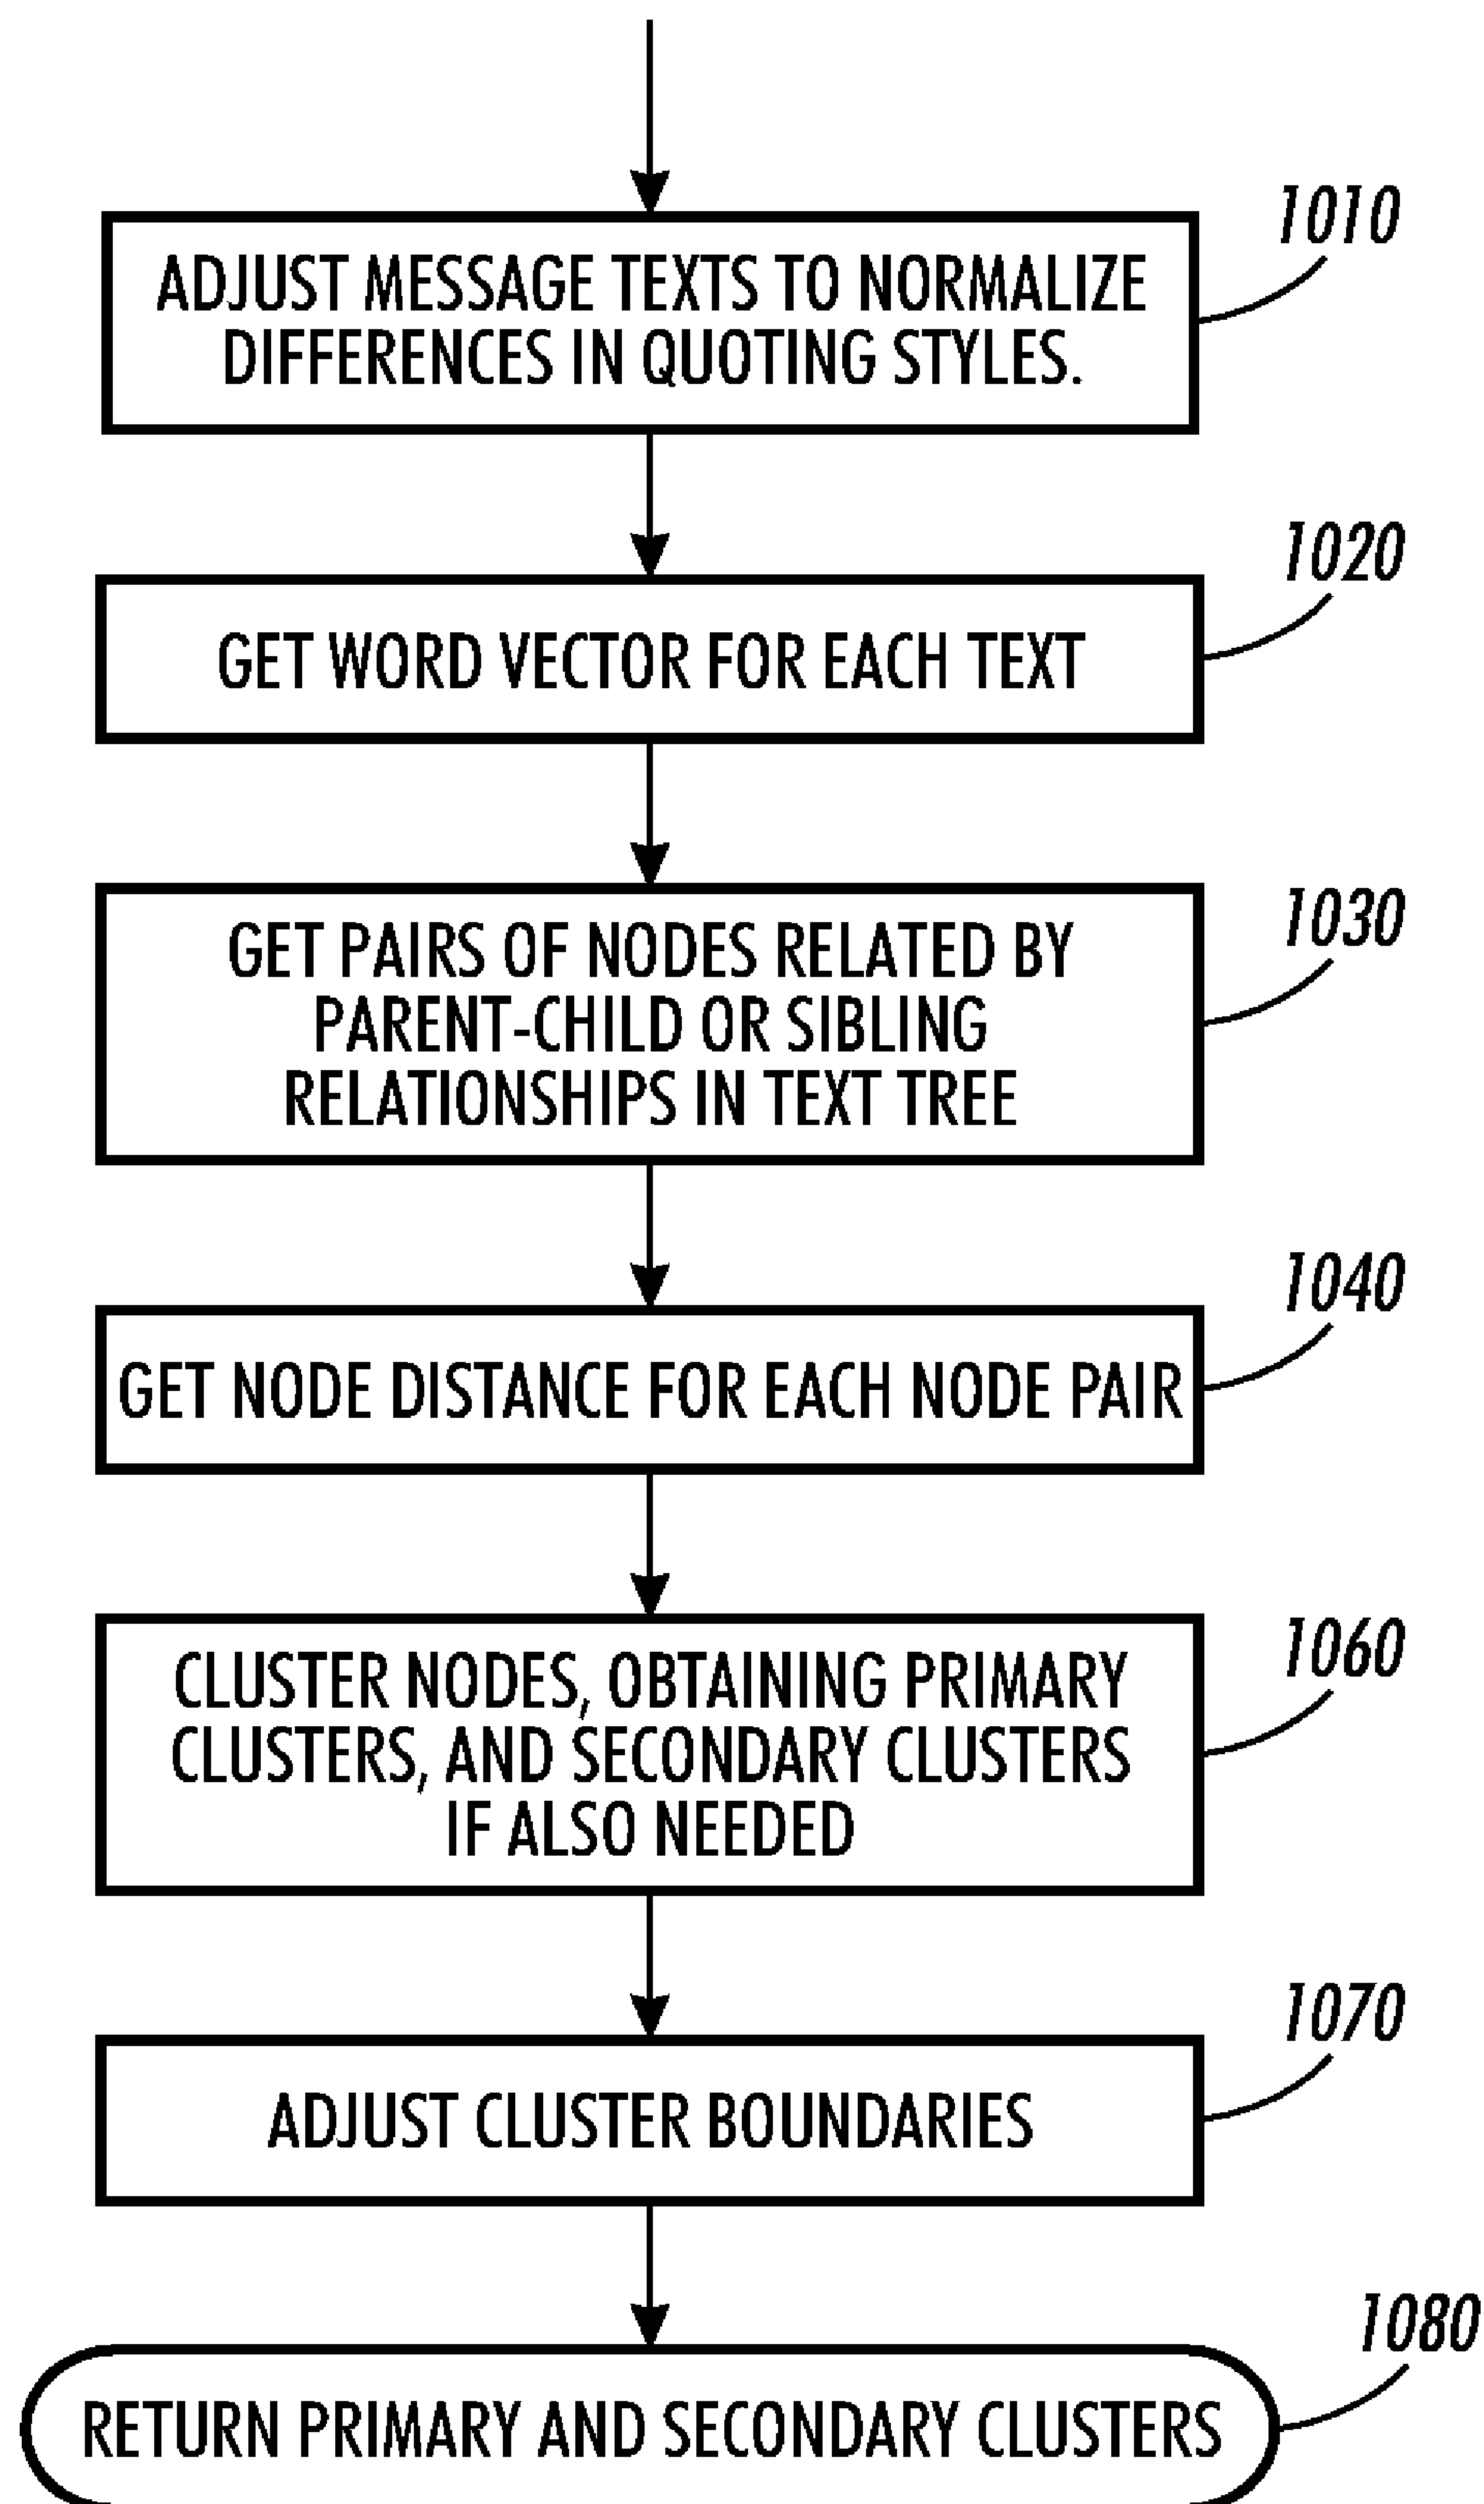 1010
ADJUST MESSAGE TEXTS TO NORMALIZE
DIFFERENCES IN QUOTING STYLES.
1020
GET WORD VECTOR FOR EACH TEXT
1030
GET PAIRS OF NODES RELATED BY
PARENT-CHILD OR SIBLING
RELATIONSHIPS IN TEXT TREE
1040
GET NODE DISTANCE FOR EACH NODE PAIR
1060
CLUSTER NODES, OBTAINING PRIMARY
CLUSTERS, AND SECONDARY CLUSTERS
IF ALSO NEEDED
1070
ADJUST CLUSTER BOUNDARIES
1080
RETURN PRIMARY AND SECONDARY CLUSTERS